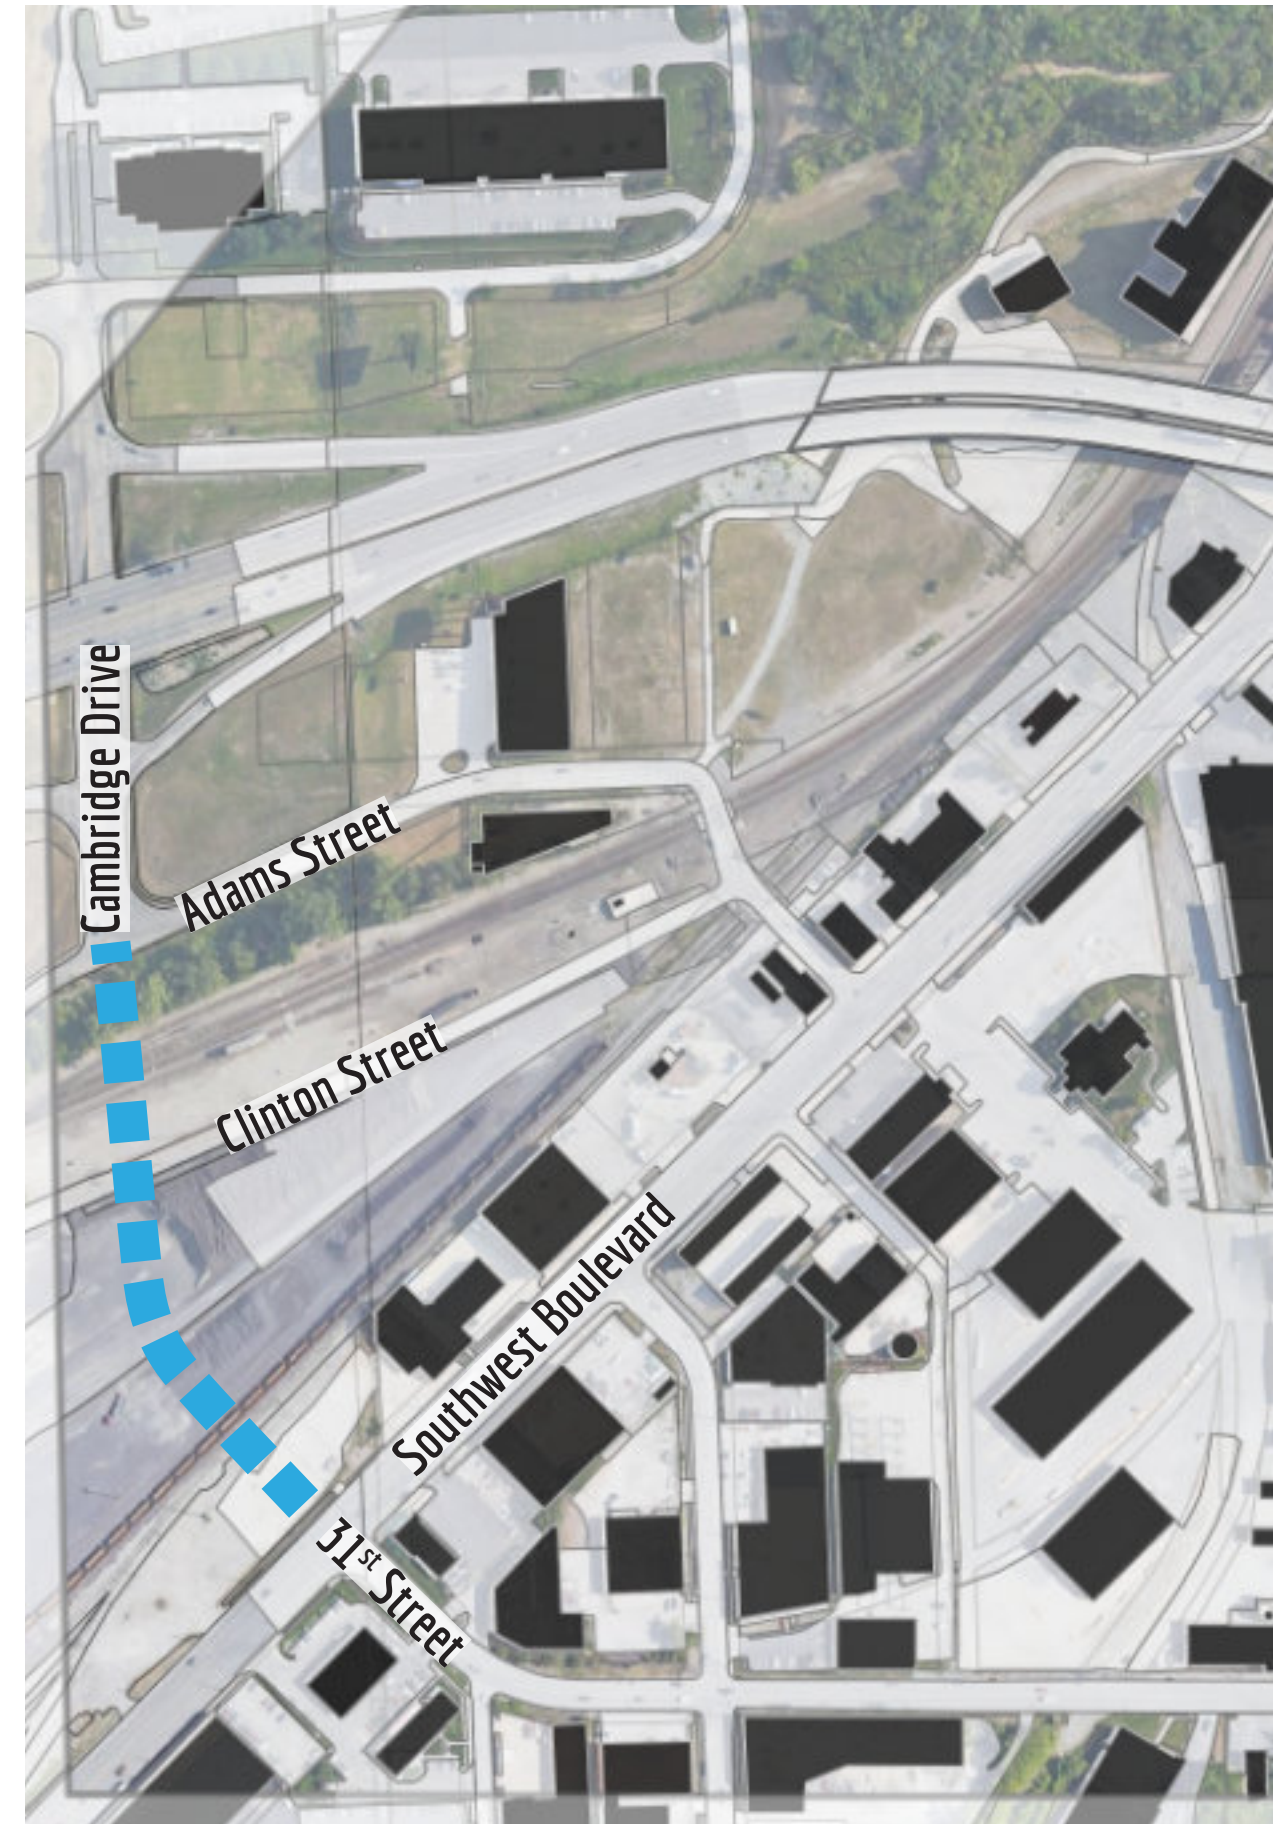 Cambridge Drive
Adams Street
Clinton Street
Southwest Boulevard
31st Street